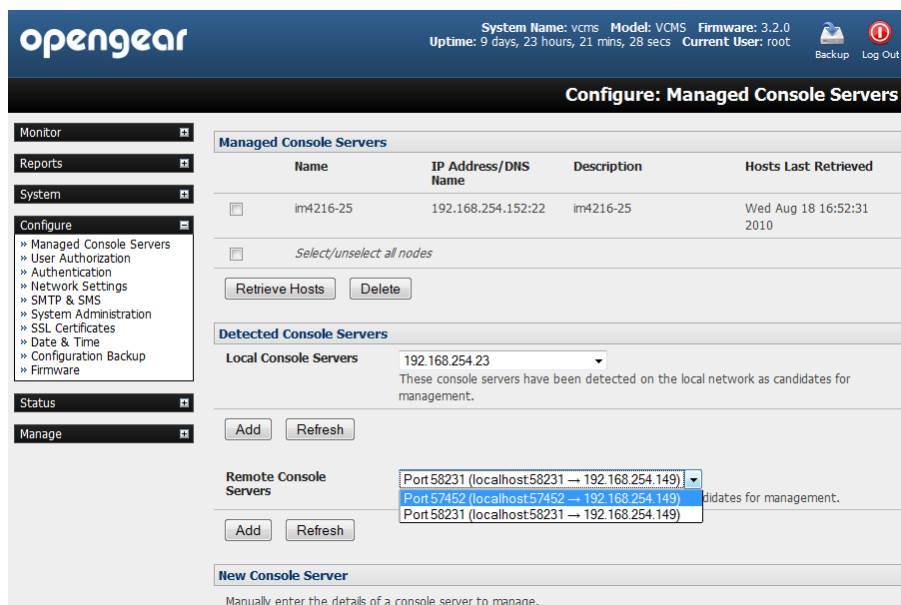 opengear
System Name: vcms Model: VCMS Firmware: 3.2.0
Uptime: 9 days, 23 hours, 21 mins, 28 secs Current User: root
Backup Log Out
Configure: Managed Console Servers
Monitor
Reports
System
Configure
» Managed Console Servers
» User Authorization
» Authentication
» Network Settings
» SMTP & SMS
» System Administration
» SSL Certificates
» Date & Time
» Configuration Backup
» Firmware
Status
Manage
Managed Console Servers
Name IP Address/DNS Name Description Hosts Last Retrieved
im4216-25 192.168.254.152:22 im4216-25 Wed Aug 18 16:52:31 2010
Select/unselect all nodes
Retrieve Hosts Delete
Detected Console Servers
Local Console Servers 192.168.254.23
These console servers have been detected on the local network as candidates for
management.
Add Refresh
Remote Console Servers Port 58231 (localhost:58231 → 192.168.254.149)
Port 57452 (localhost:57452 → 192.168.254.149) didates for management.
Port 58231 (localhost:58231 → 192.168.254.149)
Add Refresh
New Console Server
Manually enter the details of a console server to manage.